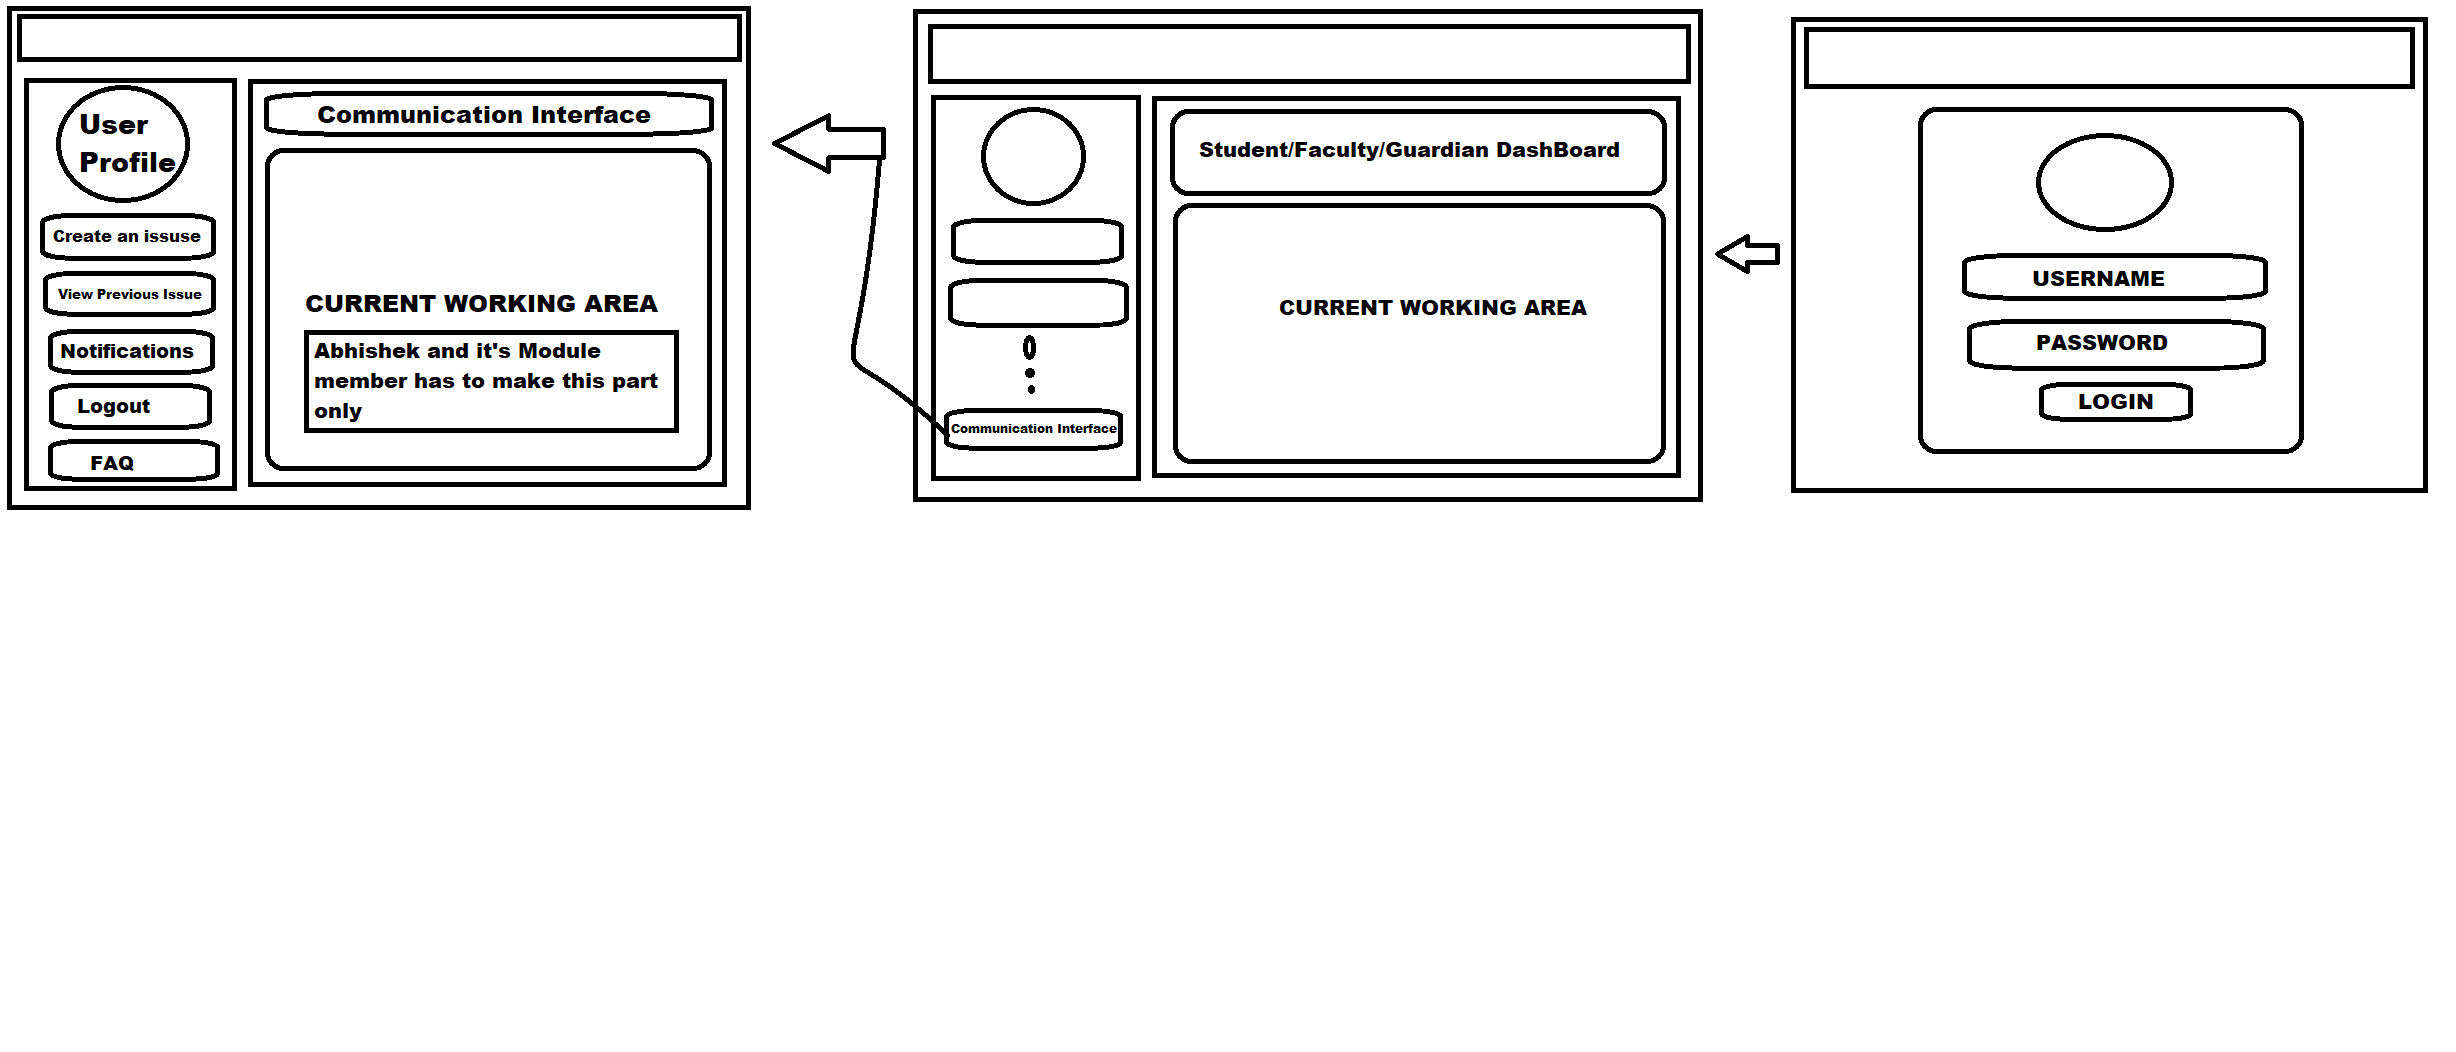 User
Profile
Create an issuse
View Previous Issue
Notifications
Logout
FAQ
Communication Interface
CURRENT WORKING AREA
Abhishek and it's Module
member has to make this part
only
Communication Interface
Student/Faculty/Guardian DashBoard
CURRENT WORKING AREA
USERNAME
PASSWORD
LOGIN